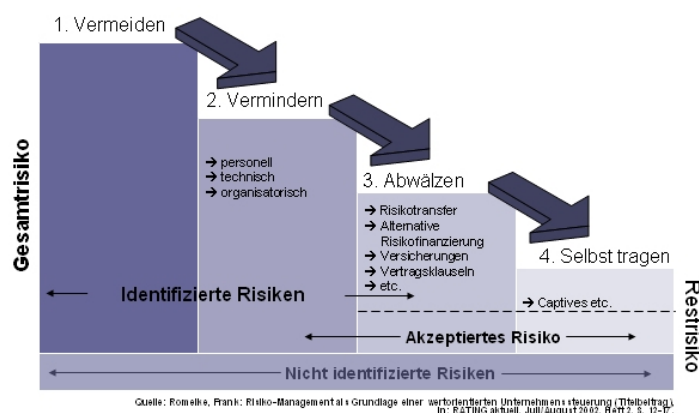 1. Vermeiden
2. Vermindern
→ personell
→ technisch
→ organisatorisch
3. Abwälzen
→ Risikotransfer
→ Alternative
Risikofinanzierung
→ Versicherungen
→ Vertragsklauseln
→ etc.
4. Selbst tragen
→ Captives etc.
Gesamtrisiko
Identifizierte Risiken
Akzeptiertes Risiko
Restrisiko
Nicht identifizierte Risiken
Quelle: Romeike, Frank: Risiko-Management als Grundlage einer wertorientierten Unternehmenssteuerung (Titelbeitrag),
In: RATING aktuell, Juli/August 2002, Heft 2, S. 12-17.